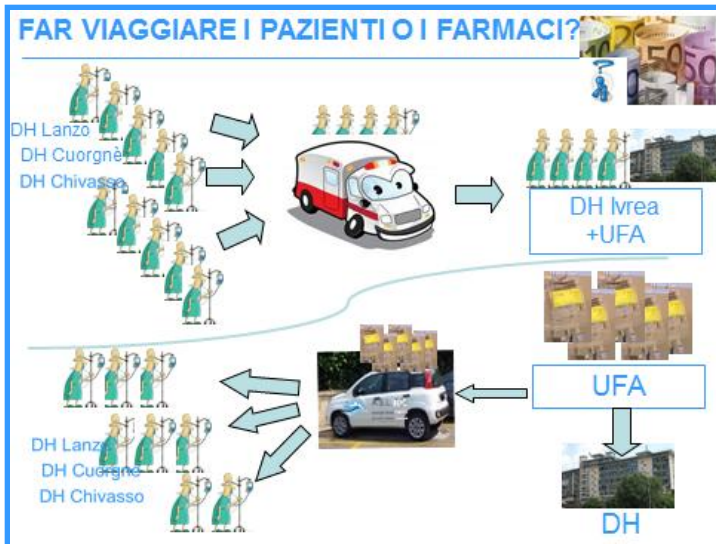 FAR VIAGGIARE I PAZIENTI O I FARMACI?
DH Lanzo
DH Cuorgnè
DH Chivasso
DH Ivrea
+UFA
UFA
DH Lanzo
DH Cuorgnè
DH Chivasso
DH